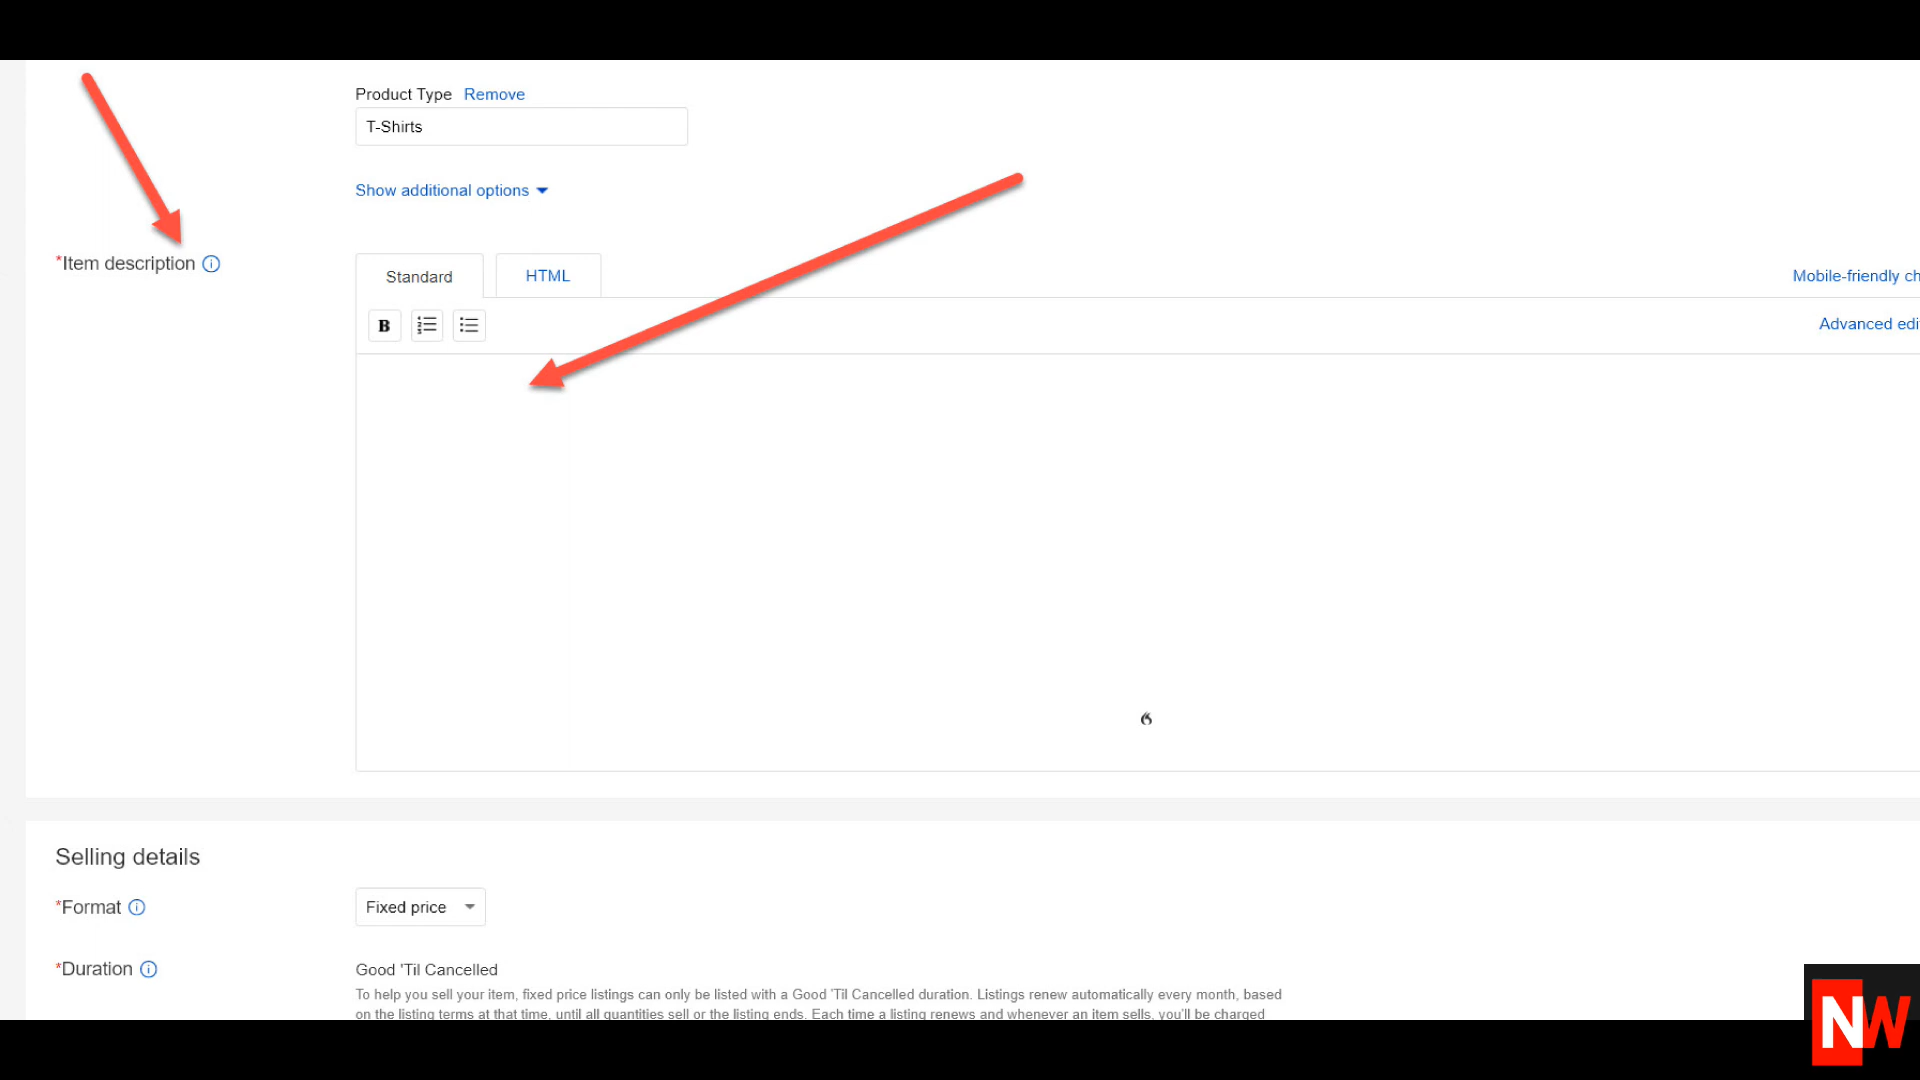 Product Type Remove
T-Shirts
Show additional options
*Item description
Standard HTML
Mobile-friendly ch
B
Advanced edi
Selling details
*Format
Fixed price
*Duration
Good 'Til Cancelled
To help you sell your item, fixed price listings can only be listed with a Good 'Til Cancelled duration. Listings renew automatically every month, based
on the listing terms at that time, until all quantities sell or the listing ends. Each time a listing renews and whenever an item sells, you'll be charged
NW